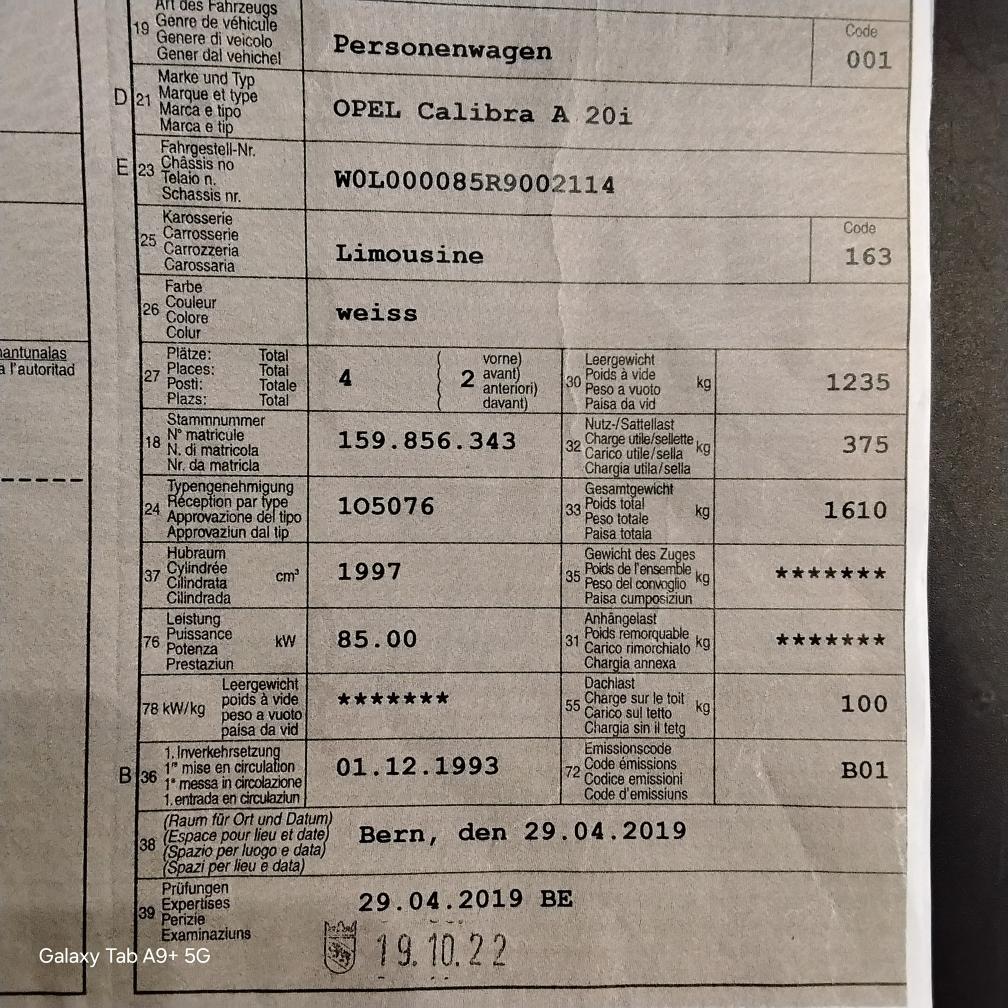 Art des Fahrzeugs
19 Genre de véhicule
Genere di veicolo
Gener dal vehichel
Personenwagen
Code
001
D 21 Marke und Typ
Marque et type
Marca e tipo
Marca e tip
OPEL Calibra A 20i
E 23 Fahrgestell-Nr.
Châssis no
Telaio n.
Schassis nr.
W0L000085R9002114
25 Karosserie
Carrosserie
Carrozzeria
Carossaria
Limousine
Code
163
26 Farbe
Couleur
Colore
Colur
weiss
antunalas
a l'autoritad
27 Plätze: Total
Places: Total
Posti: Totale
Plazs: Total
4
2
vorne)
avant)
anteriori)
davant)
30 Leergewicht
Poids à vide
Peso a vuoto
Paisa da vid
kg
1235
18 Stammnummer
N° matricule
N. di matricola
Nr. da matricla
159.856.343
32 Nutz-/Sattellast
Charge utile/sellette
Carico utile/sella
Chargia utila/sella
kg
375
24 Typengenehmigung
Réception par type
Approvazione del tipo
Approvaziun dal tip
1O5076
33 Gesamtgewicht
Poids total
Peso totale
Paisa totala
kg
1610
37 Hubraum
Cylindrée
Cilindrata
Cilindrada
cm³
1997
35 Gewicht des Zuges
Poids de l'ensemble
Peso del convoglio
Paisa cumposiziun
kg
*******
76 Leistung
Puissance
Potenza
Prestaziun
kW
85.00
31 Anhängelast
Poids remorquable
Carico rimorchiato
Chargia annexa
kg
*******
78 kW/kg
Leergewicht
poids à vide
peso a vuoto
paisa da vid
*******
55 Dachlast
Charge sur le toit
Carico sul tetto
Chargia sin il tetg
kg
100
B 36 1. Inverkehrsetzung
1re mise en circulation
1a messa in circolazione
1. entrada en circulaziun
01.12.1993
72 Emissionscode
Code émissions
Codice emissioni
Code d'emissiuns
B01
38 (Raum für Ort und Datum)
(Espace pour lieu et date)
(Spazio per luogo e data)
(Spazi per lieu e data)
Bern, den 29.04.2019
39 Prüfungen
Expertises
Perizie
Examinaziuns
29.04.2019 BE
19.10.22
Galaxy Tab A9+ 5G